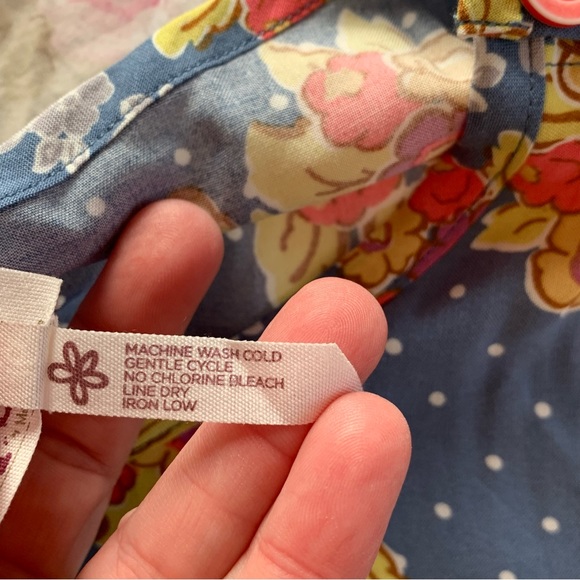 MACHINE WASH COLD
GENTLE CYCLE
NO CHLORINE BLEACH
LINE DRY
IRON LOW